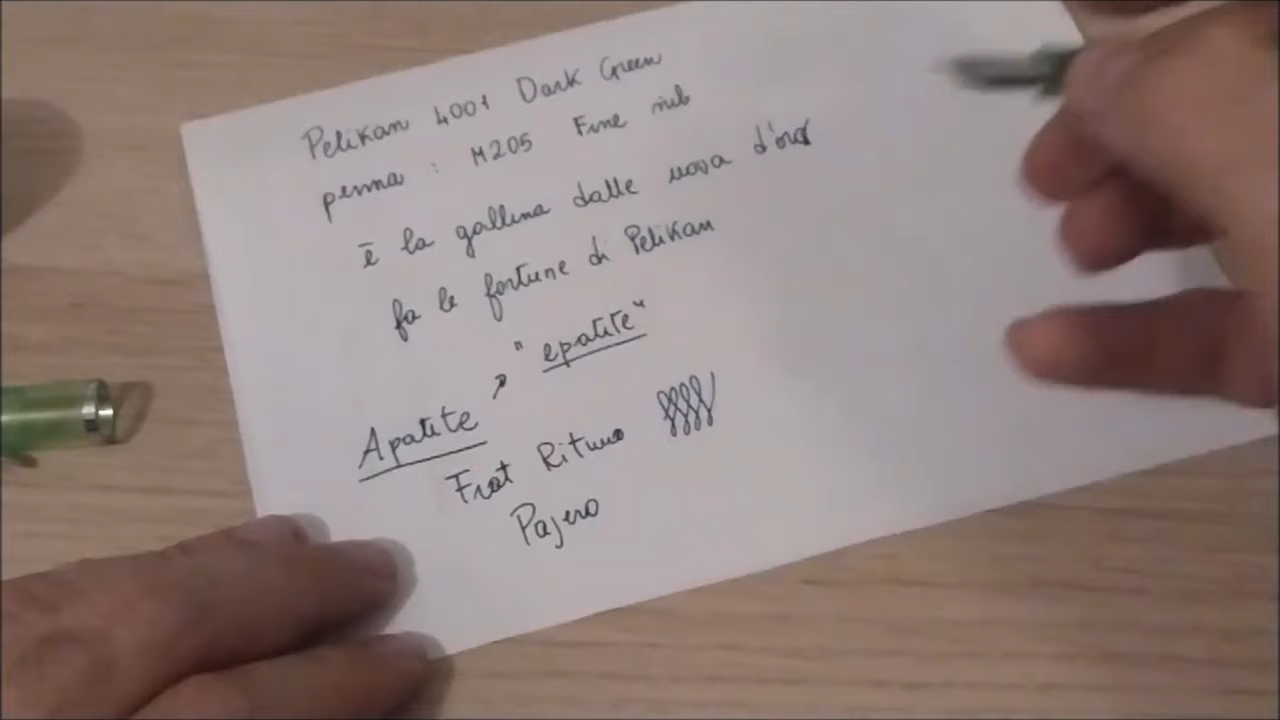 Pelikan 4001 Dark Green
penna : M205 Fine nib
è la gallina dalle uova d'oro
fa le fortune di Pelikan
"epatite"
Apatite
Fiat Ritmo
Pajero